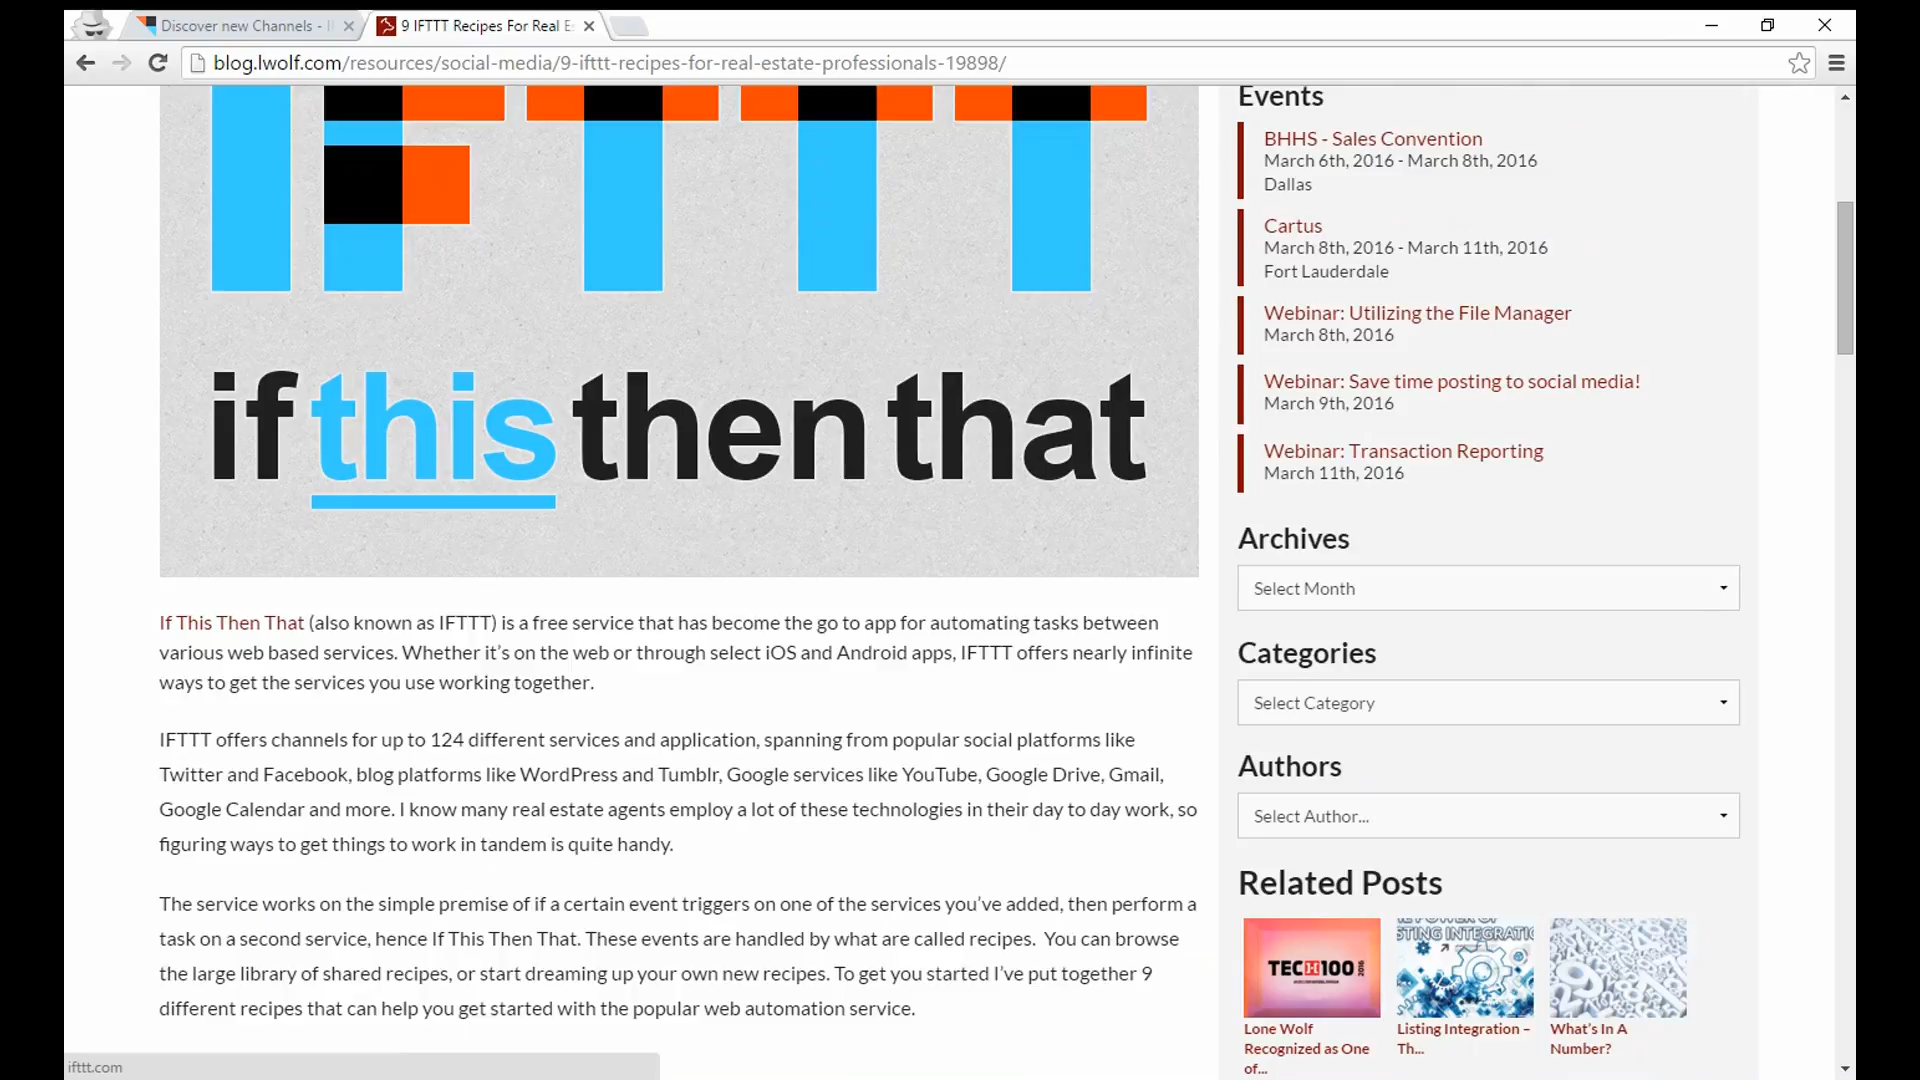 Discover new Channels - I
9 IFTTT Recipes For Real Es
blog.lwolf.com/resources/social-media/9-ifttt-recipes-for-real-estate-professionals-19898/
IFTTT
if this then that
If This Then That (also known as IFTTT) is a free service that has become the go to app for automating tasks between
various web based services. Whether it’s on the web or through select iOS and Android apps, IFTTT offers nearly infinite
ways to get the services you use working together.
IFTTT offers channels for up to 124 different services and application, spanning from popular social platforms like
Twitter and Facebook, blog platforms like WordPress and Tumblr, Google services like YouTube, Google Drive, Gmail,
Google Calendar and more. I know many real estate agents employ a lot of these technologies in their day to day work, so
figuring ways to get things to work in tandem is quite handy.
The service works on the simple premise of if a certain event triggers on one of the services you’ve added, then perform a
task on a second service, hence If This Then That. These events are handled by what are called recipes.  You can browse
the large library of shared recipes, or start dreaming up your own new recipes. To get you started I’ve put together 9
different recipes that can help you get started with the popular web automation service.
Events
BHHS - Sales Convention
March 6th, 2016 - March 8th, 2016
Dallas
Cartus
March 8th, 2016 - March 11th, 2016
Fort Lauderdale
Webinar: Utilizing the File Manager
March 8th, 2016
Webinar: Save time posting to social media!
March 9th, 2016
Webinar: Transaction Reporting
March 11th, 2016
Archives
Select Month
Categories
Select Category
Authors
Select Author...
Related Posts
TECH100
2016
STING INTEGRATIO
Lone Wolf
Recognized as One
of...
Listing Integration –
Th...
What’s In A
Number?
ifttt.com